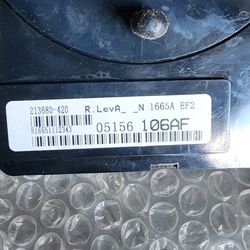 213680-420 R.LevA_ _N 1665A EF2
616651112343 05156 106AF